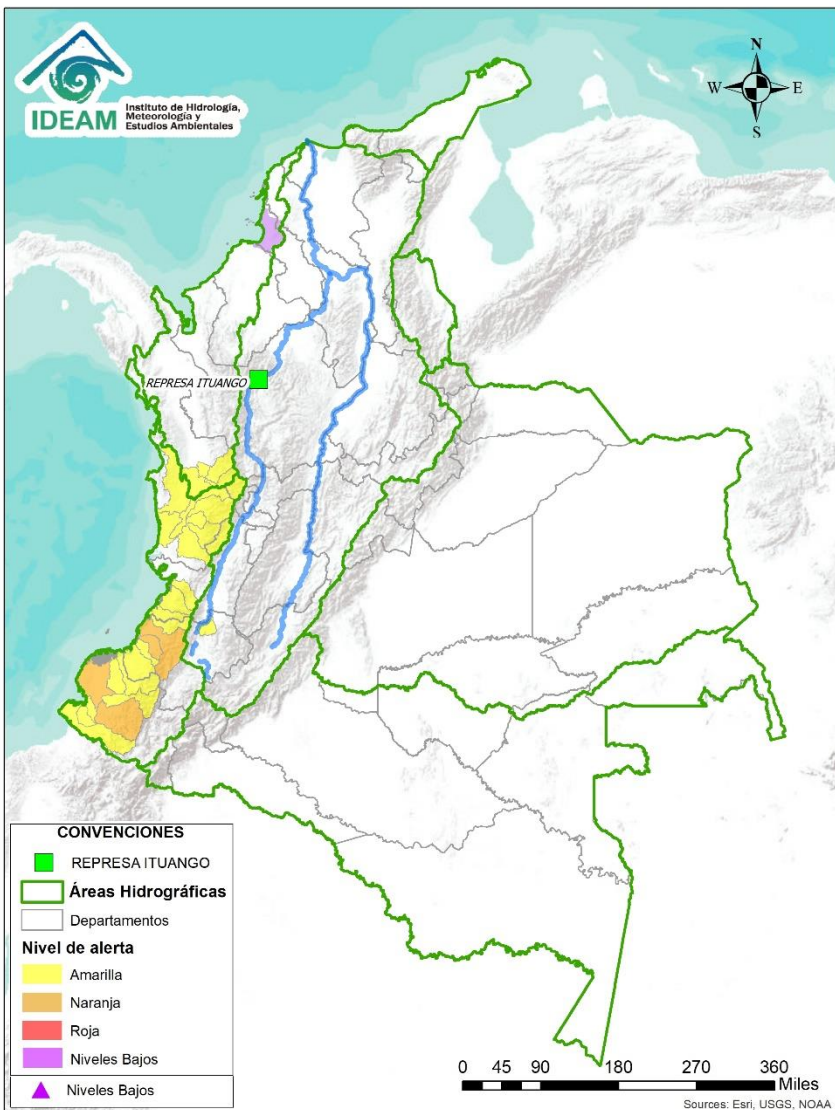 IDEAM
Instituto de Hidrología,
Meteorología y
Estudios Ambientales
N
W
E
S
REPRESA ITUANGO
CONVENCIONES
REPRESA ITUANGO
Áreas Hidrográficas
Departamentos
Nivel de alerta
Amarilla
Naranja
Roja
Niveles Bajos
Niveles Bajos
0 45 90 180 270 360
Miles
Sources: Esri, USGS, NOAA